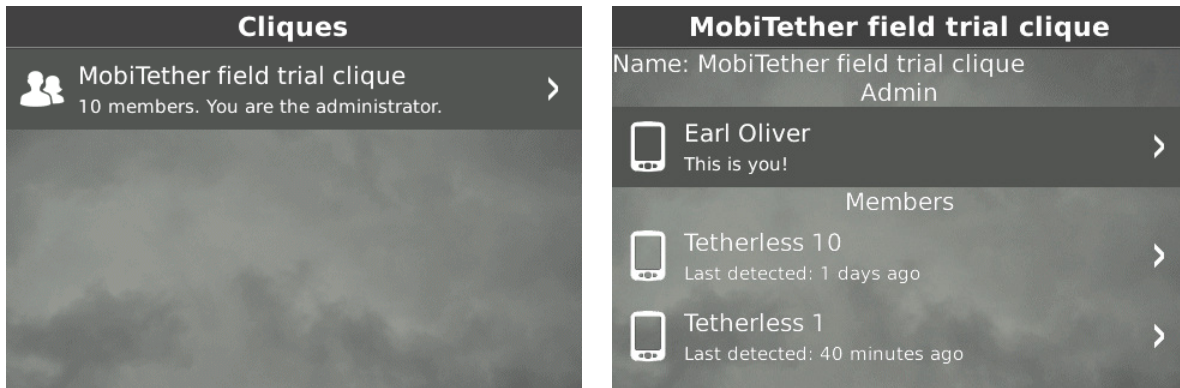 Cliques
MobiTether field trial clique
10 members. You are the administrator.
MobiTether field trial clique
Name: MobiTether field trial clique
Admin
Earl Oliver
This is you!
Members
Tetherless 10
Last detected: 1 days ago
Tetherless 1
Last detected: 40 minutes ago